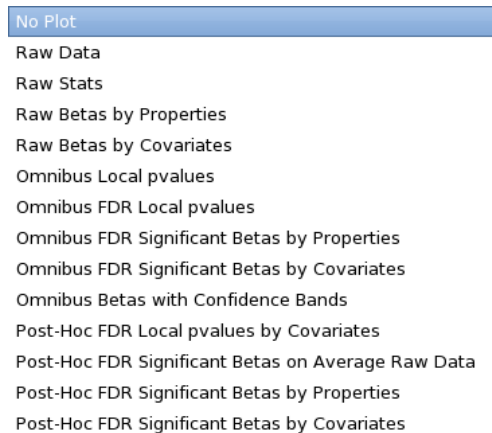 No Plot
Raw Data
Raw Stats
Raw Betas by Properties
Raw Betas by Covariates
Omnibus Local pvalues
Omnibus FDR Local pvalues
Omnibus FDR Significant Betas by Properties
Omnibus FDR Significant Betas by Covariates
Omnibus Betas with Confidence Bands
Post-Hoc FDR Local pvalues by Covariates
Post-Hoc FDR Significant Betas on Average Raw Data
Post-Hoc FDR Significant Betas by Properties
Post-Hoc FDR Significant Betas by Covariates